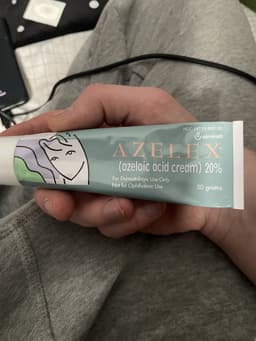 AZELEX
(azelaic acid cream) 20%
For Dermatologic Use Only
Not for Ophthalmic Use
30 grams